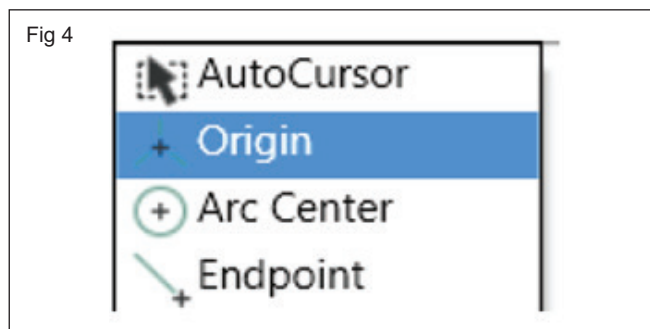 Fig 4
AutoCursor
Origin
Arc Center
Endpoint